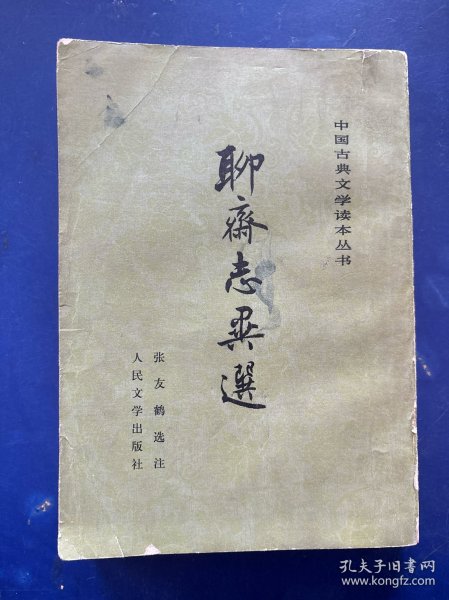 中国古典文学读本丛书
聊斋志異選
张友鹤选注
人民文学出版社
孔夫子旧书网
www.kongfz.com